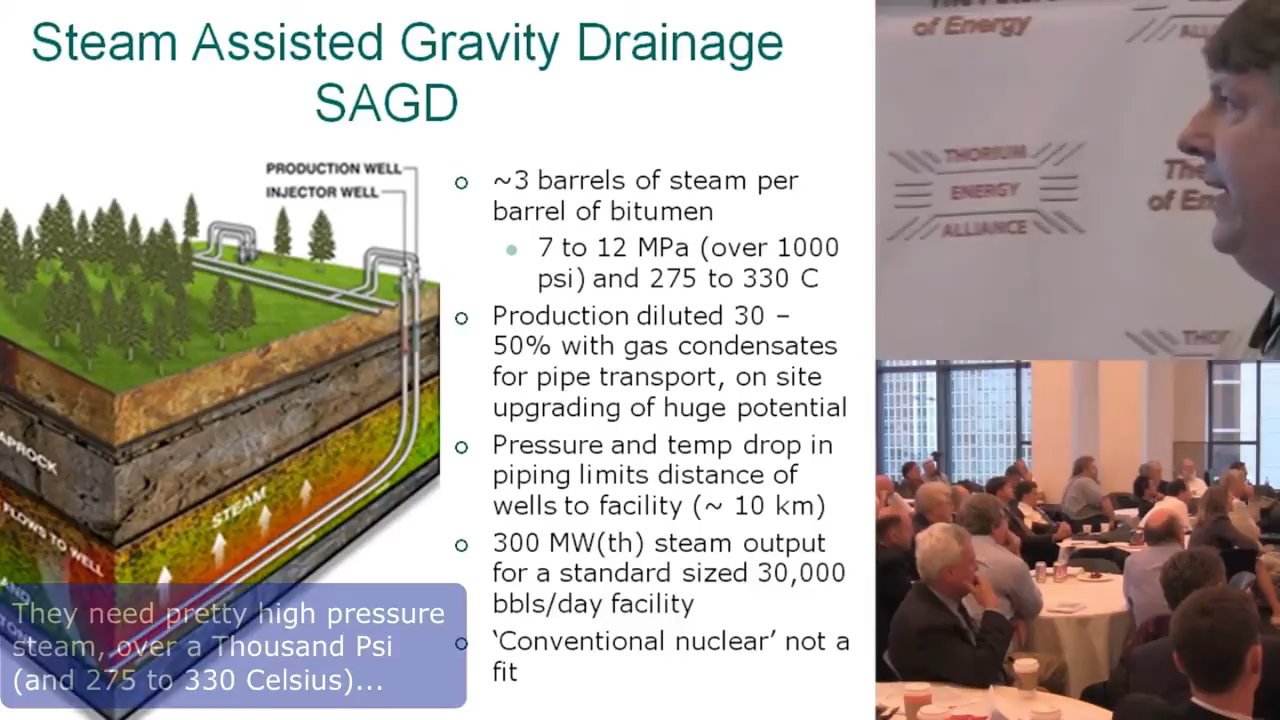 Steam Assisted Gravity Drainage
SAGD
PRODUCTION WELL
INJECTOR WELL
STEAM
FLOWS TO WELL
~3 barrels of steam per
barrel of bitumen
7 to 12 MPa (over 1000
psi) and 275 to 330 C
Production diluted 30 –
50% with gas condensates
for pipe transport, on site
upgrading of huge potential
Pressure and temp drop in
piping limits distance of
wells to facility (~ 10 km)
300 MW(th) steam output
for a standard sized 30,000
bbls/day facility
‘Conventional nuclear’ not a
fit
They need pretty high pressure
steam, over a Thousand Psi
(and 275 to 330 Celsius)...
of Energy
THORIUM
ENERGY
ALLIANCE